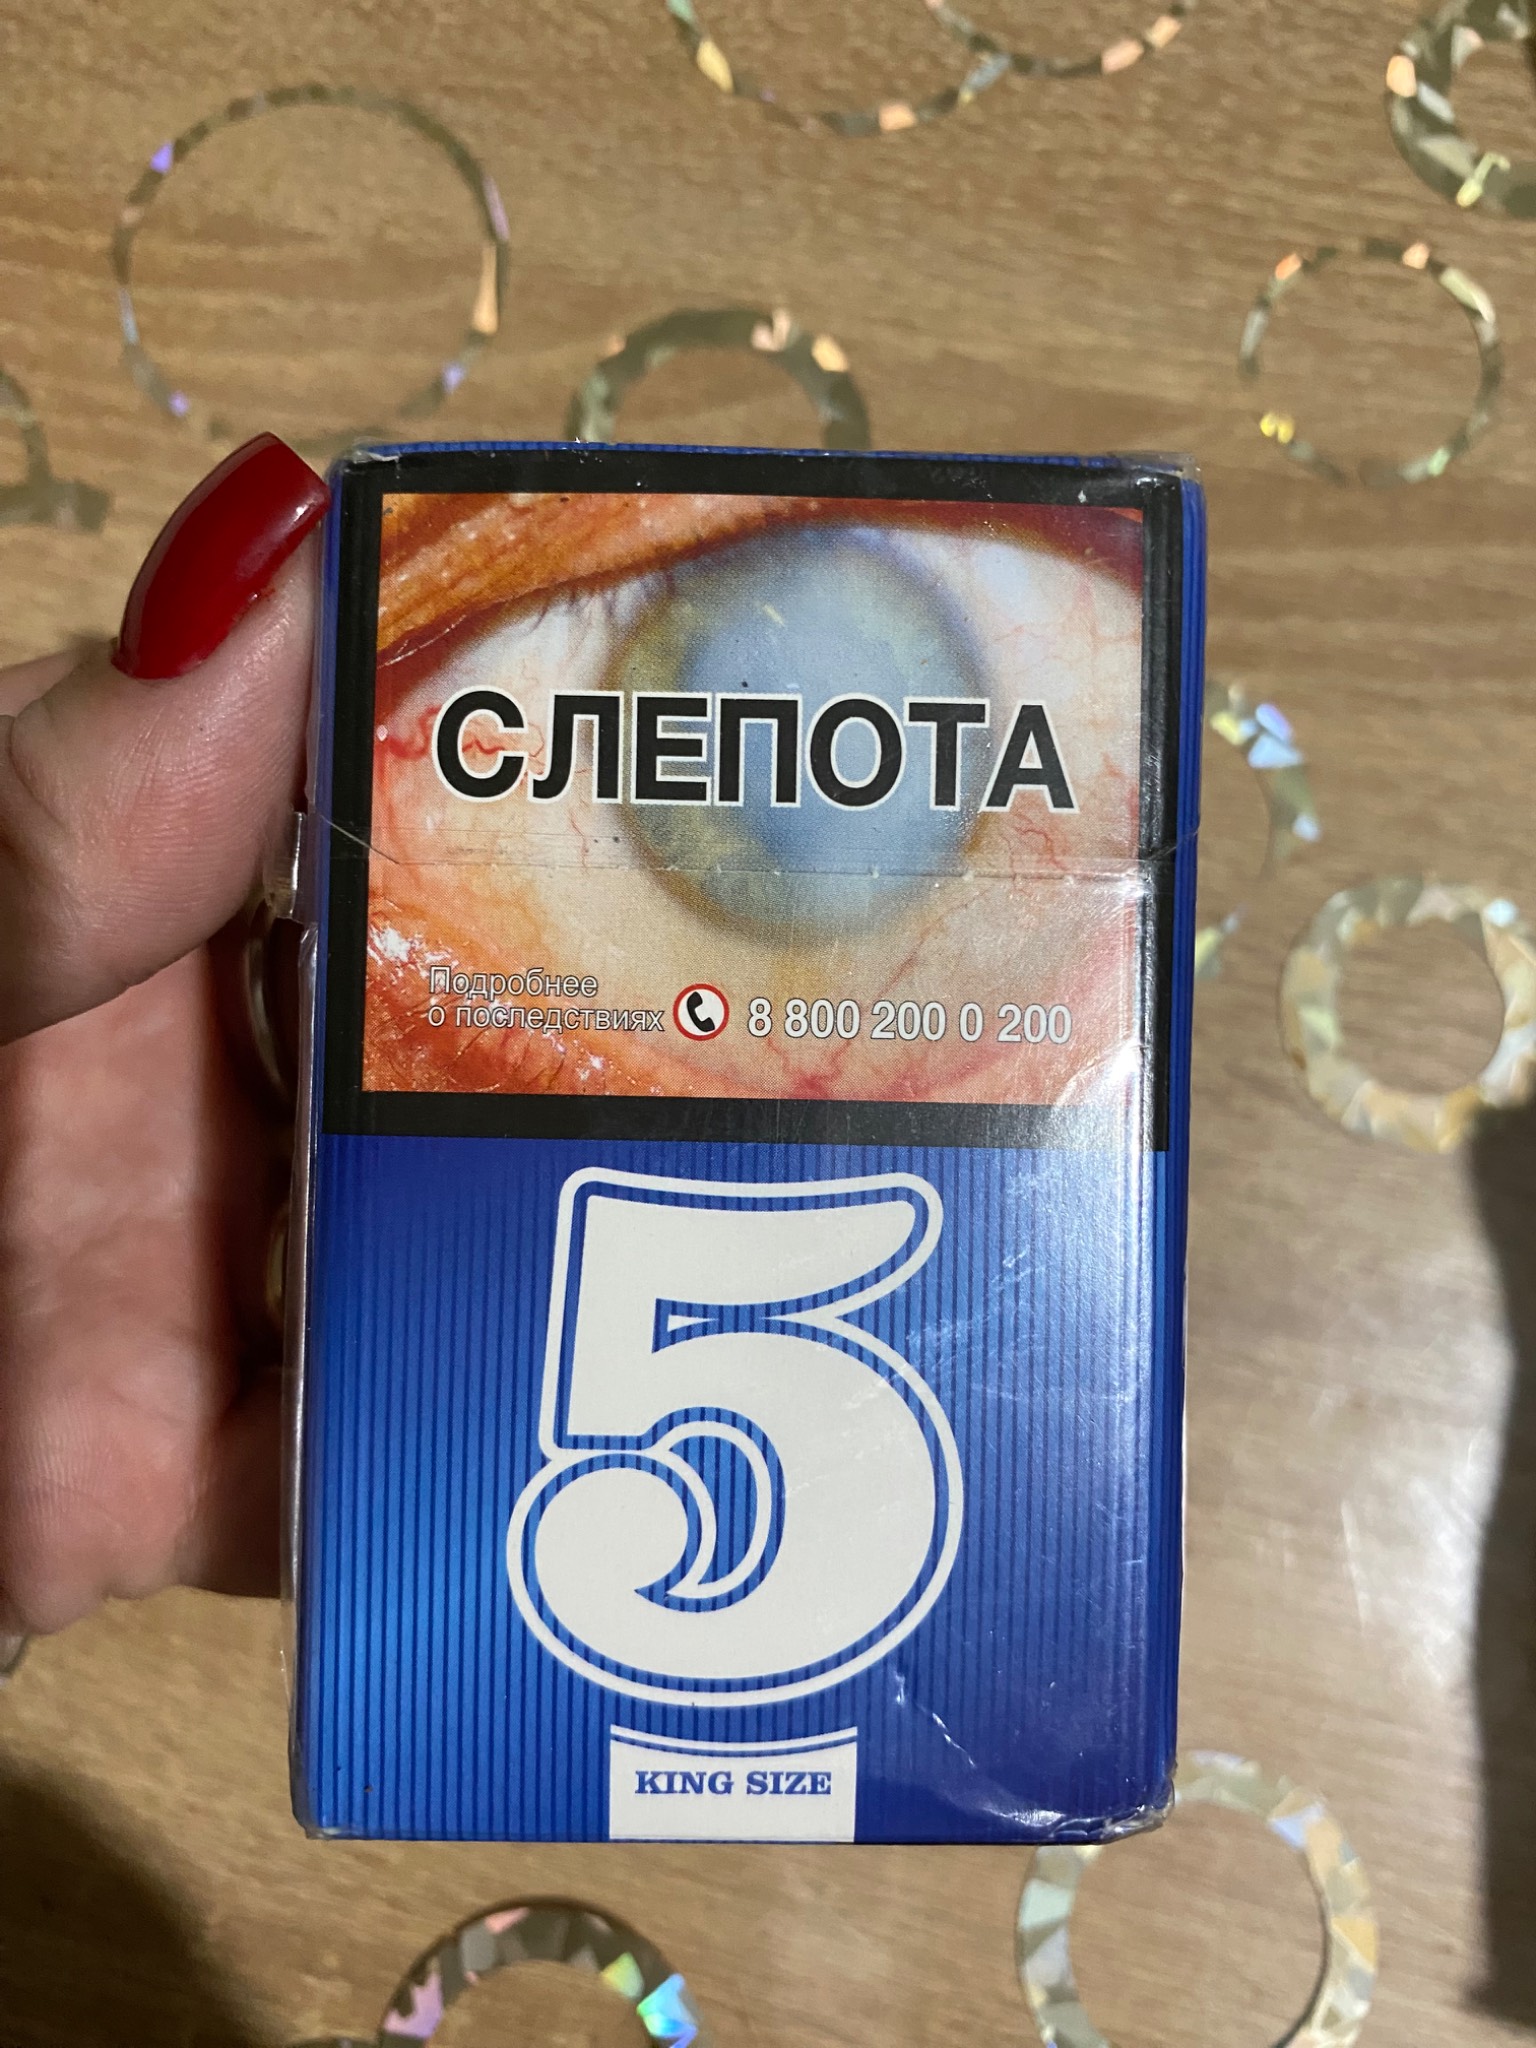 СЛЕПОТА
Подробнее
о последствиях
8 800 200 0 200
5
KING SIZE